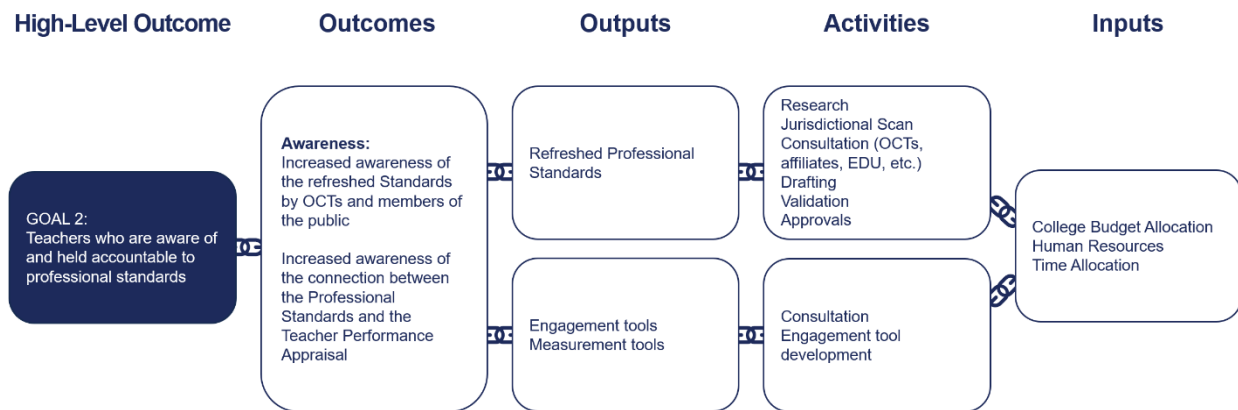 High-Level Outcome
Outcomes
Outputs
Activities
Inputs
GOAL 2:
Teachers who are aware of
and held accountable to
professional standards
Awareness:
Increased awareness of
the refreshed Standards
by OCTs and members of
the public
Increased awareness of
the connection between
the Professional
Standards and the
Teacher Performance
Appraisal
Refreshed Professional
Standards
Engagement tools
Measurement tools
Research
Jurisdictional Scan
Consultation (OCTs,
affiliates, EDU, etc.)
Drafting
Validation
Approvals
Consultation
Engagement tool
development
College Budget Allocation
Human Resources
Time Allocation